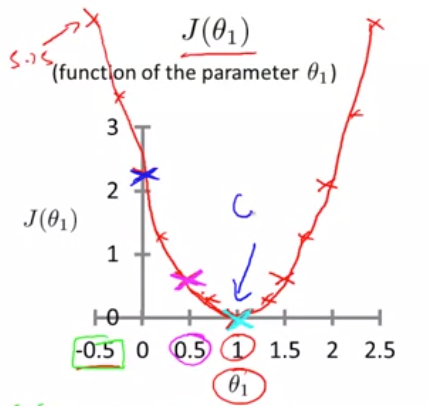 J(θ₁)
5.25
(function of the parameter θ₁)
3
2
J(θ₁)
1
0
-0.5 0 0.5 1 1.5 2 2.5
θ₁